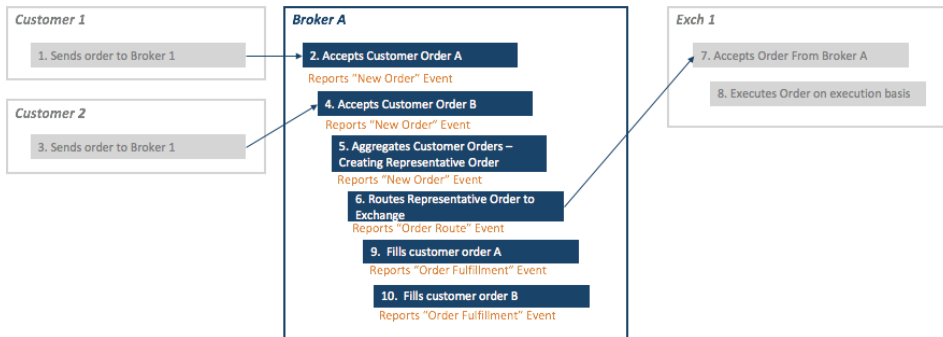 Customer 1
1. Sends order to Broker 1
Customer 2
3. Sends order to Broker 1
Broker A
2. Accepts Customer Order A
Reports "New Order" Event
4. Accepts Customer Order B
Reports "New Order" Event
5. Aggregates Customer Orders –
Creating Representative Order
Reports "New Order" Event
6. Routes Representative Order to
Exchange
Reports "Order Route" Event
9. Fills customer order A
Reports "Order Fulfillment" Event
10. Fills customer order B
Reports "Order Fulfillment" Event
Exch 1
7. Accepts Order From Broker A
8. Executes Order on execution basis